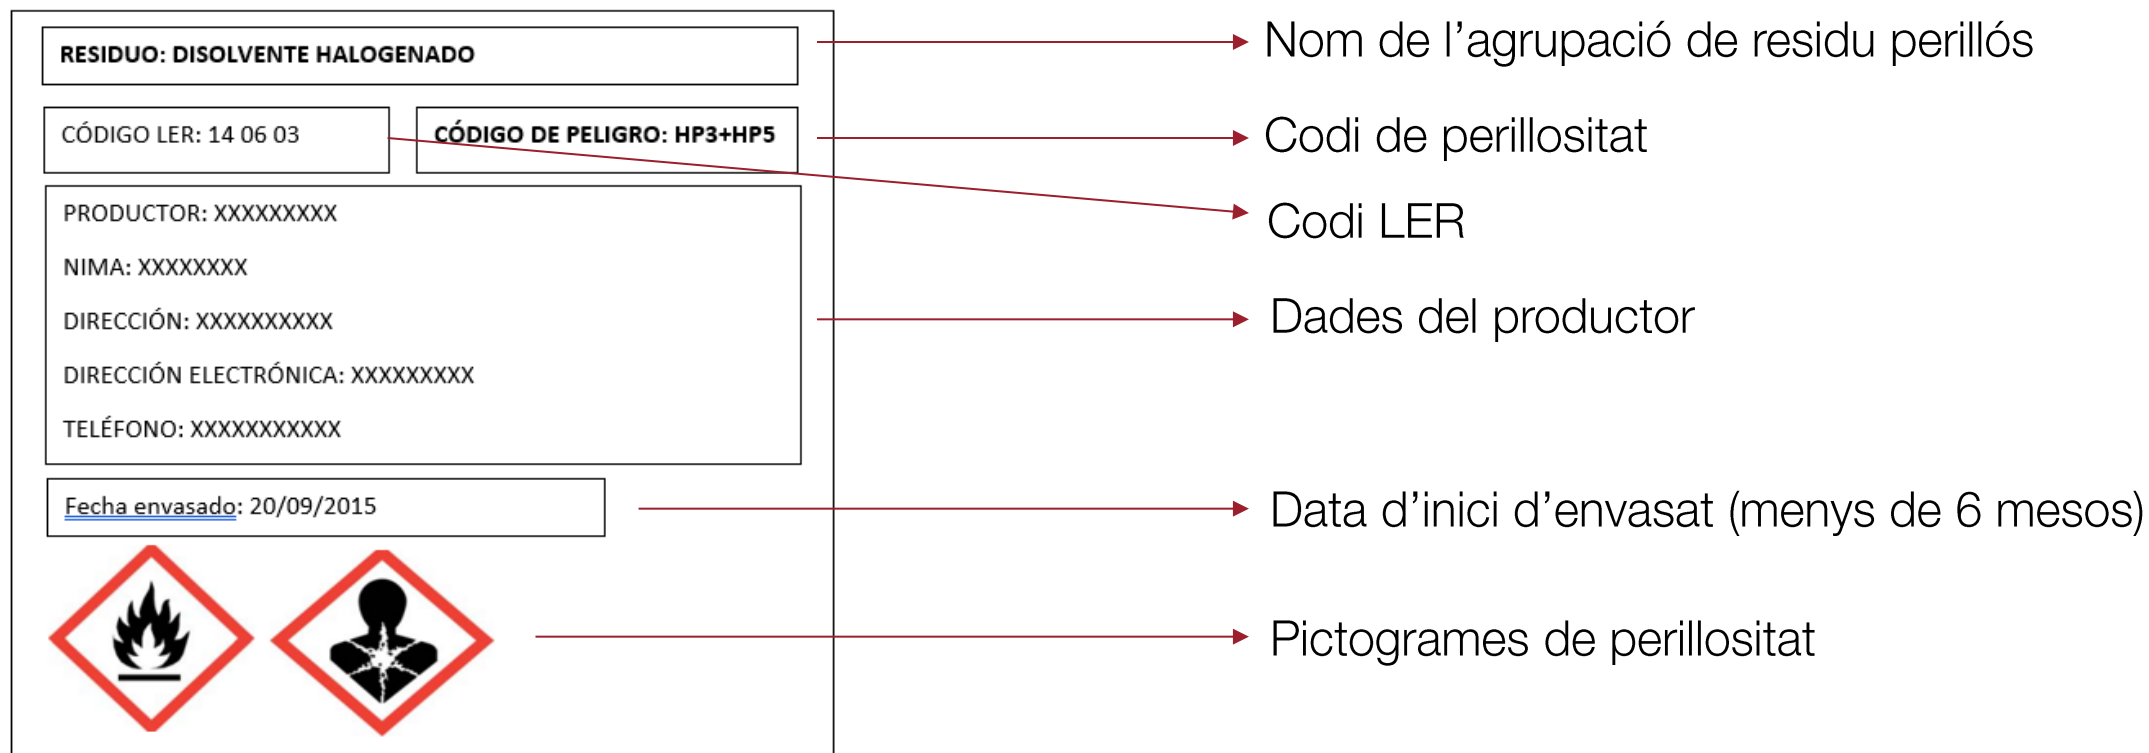 RESIDUO: DISOLVENTE HALOGENADO
Nom de l’agrupació de residu perillós
CÓDIGO LER: 14 06 03
CÓDIGO DE PELIGRO: HP3+HP5
Codi de perillositat
Codi LER
PRODUCTOR: XXXXXXXXX
NIMA: XXXXXXXX
DIRECCIÓN: XXXXXXXXXX
DIRECCIÓN ELECTRÓNICA: XXXXXXXXX
TELÉFONO: XXXXXXXXXXX
Dades del productor
Fecha envasado: 20/09/2015
Data d’inici d’envasat (menys de 6 mesos)
Pictogrames de perillositat